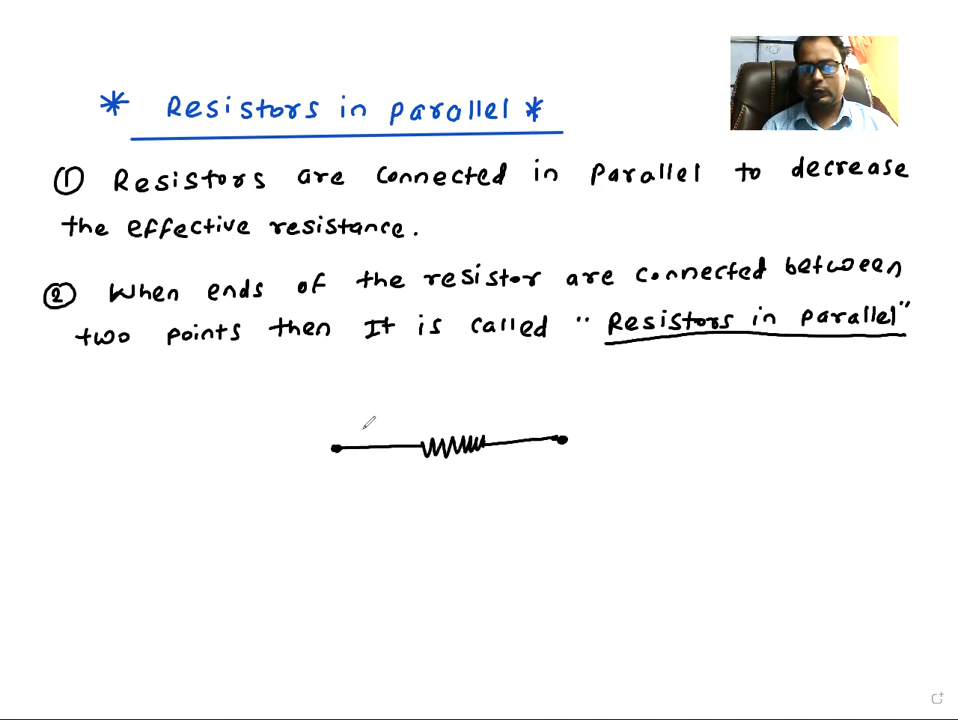 * Resistors in parallel *
① Resistors are connected in parallel to decrease
the effective resistance.
② When ends of the resistor are connected between
two points then It is called "Resistors in parallel"